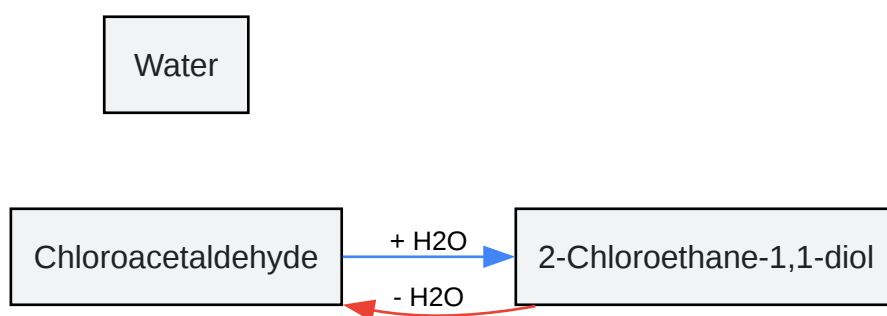 Water
Chloroacetaldehyde
+ H2O
2-Chloroethane-1,1-diol
- H2O